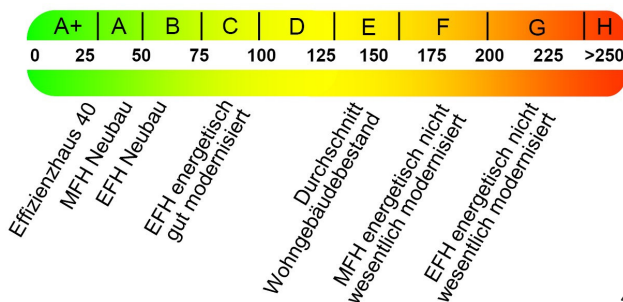 A+ A B C D E F G H
0 25 50 75 100 125 150 175 200 225 >250
Effizienzhaus 40
MFH Neubau
EFH Neubau
EFH energetisch
gut modernisiert
Durchschnitt
Wohngebäudebestand
MFH energetisch nicht
wesentlich modernisiert
EFH energetisch nicht
wesentlich modernisiert